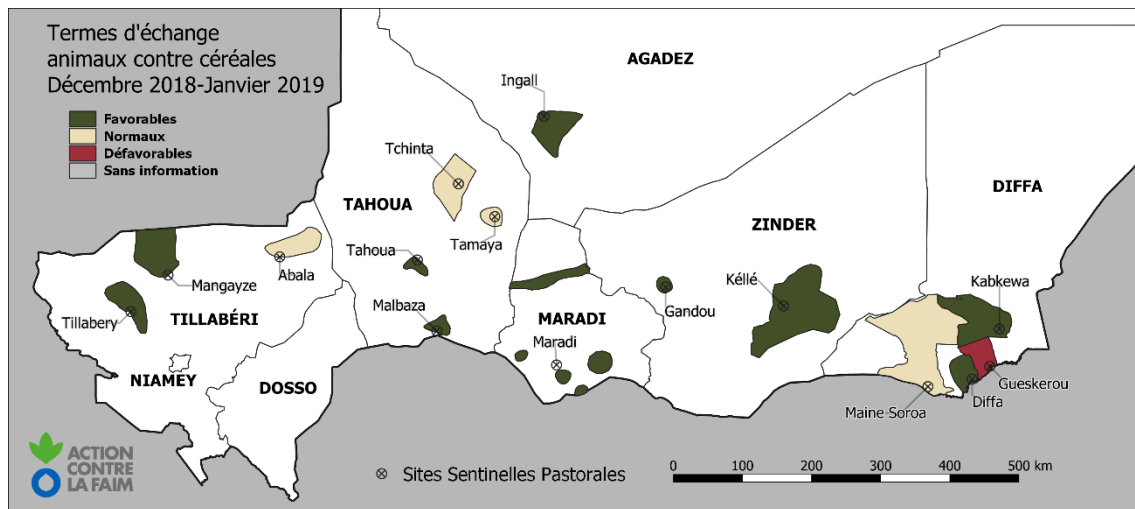 Termes d'échange
animaux contre céréales
Décembre 2018-Janvier 2019
Favorables
Normaux
Défavorables
Sans information
AGADEZ
Ingall
Tchinta
DIFFA
TAHOUA
ZINDER
Tamaya
Tahoua
Abala
Mangayze
Kéllé
Kabkewa
Gandou
Malbaza
Tillabery
TILLABÉRI
MARADI
Maradi
Gueskerou
NIAMEY
DOSSO
Diffa
Maine-Soroa
ACTION
CONTRE
LA FAIM
Sites Sentinelles Pastorales
0 100 200 300 400 500 km